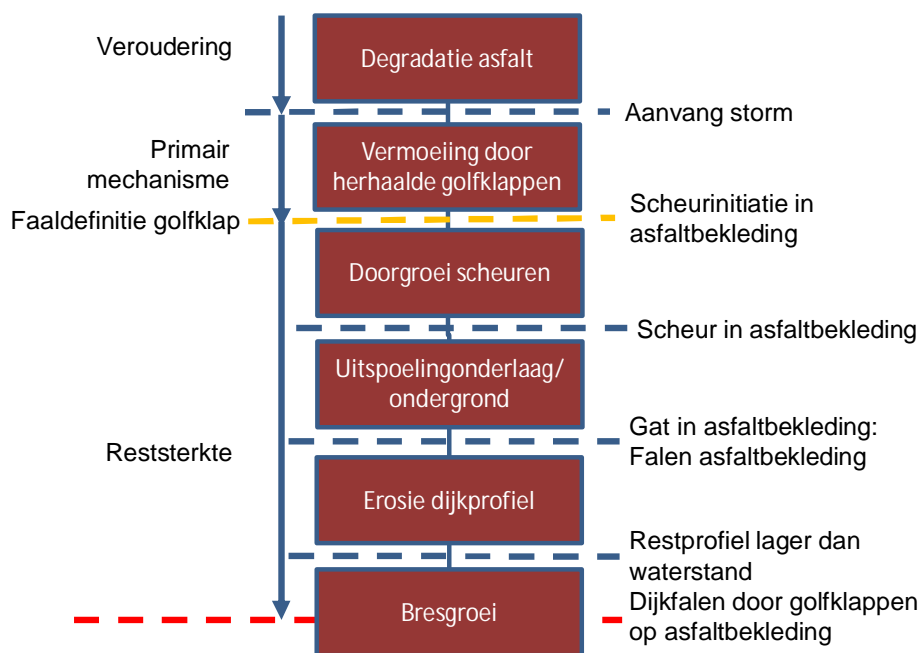 Veroudering
Degradatie asfalt
Aanvang storm
Primair
mechanisme
Vermoeiing door
herhaalde golfklappen
Faaldefinitie golfklap
Scheurinitiatie in
asfaltbekleding
Doorgroei scheuren
Scheur in asfaltbekleding
Uitspoelingonderlaag/
ondergrond
Reststerkte
Gat in asfaltbekleding:
Falen asfaltbekleding
Erosie dijkprofiel
Restprofiel lager dan
waterstand
Bresgroei
Dijkfalen door golfklappen
op asfaltbekleding